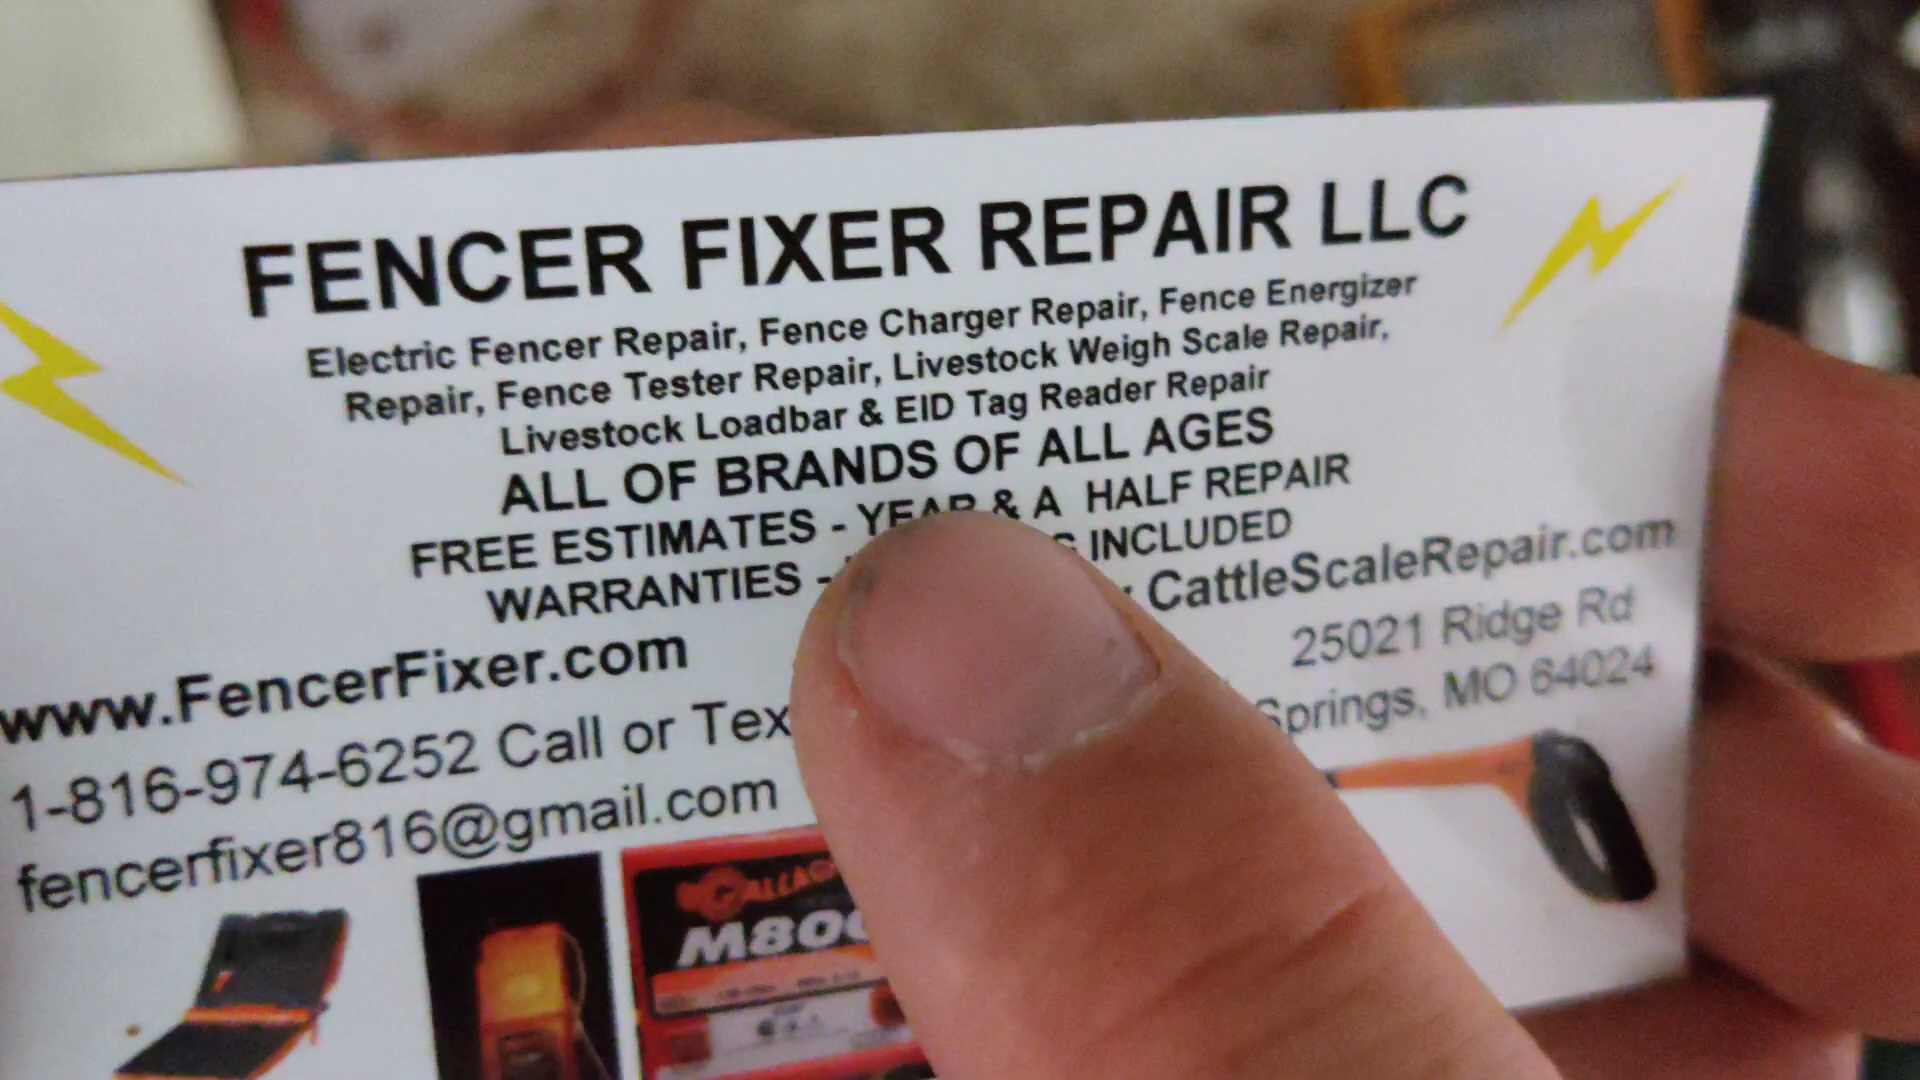 FENCER FIXER REPAIR LLC
Electric Fencer Repair, Fence Charger Repair, Fence Energizer
Repair, Fence Tester Repair, Livestock Weigh Scale Repair,
Livestock Loadbar & EID Tag Reader Repair
ALL OF BRANDS OF ALL AGES
FREE ESTIMATES - YEAR & A HALF REPAIR
WARRANTIES - INCLUDED
www.FencerFixer.com
CattleScaleRepair.com
1-816-974-6252 Call or
25021 Ridge Rd
fencerfixer816@gmail.com
Springs, MO 64024